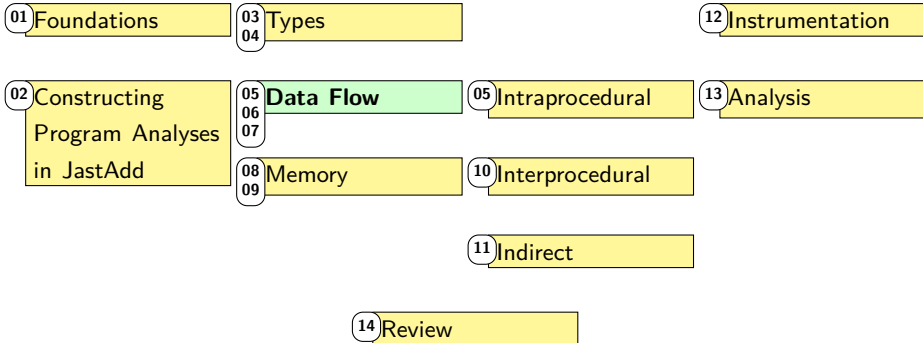 01 Foundations
03 Types
04
12 Instrumentation
02 Constructing
Program Analyses
in JastAdd
05 Data Flow
06
07
05 Intraprocedural
13 Analysis
08 Memory
09
10 Interprocedural
11 Indirect
14 Review